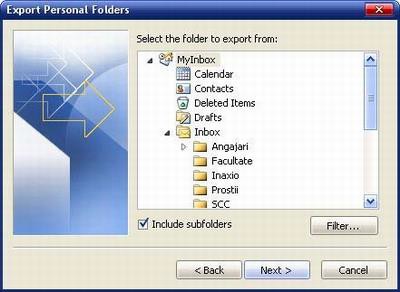 Export Personal Folders
Select the folder to export from:
MyInbox
Calendar
Contacts
Deleted Items
Drafts
Inbox
Angajari
Facultate
Inaxio
Prostii
SCC
Include subfolders
Filter...
< Back
Next >
Cancel